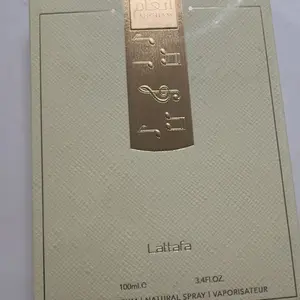 Lattafa
100ml.℮ 3.4FL.OZ.
NATURAL SPRAY | VAPORISATEUR